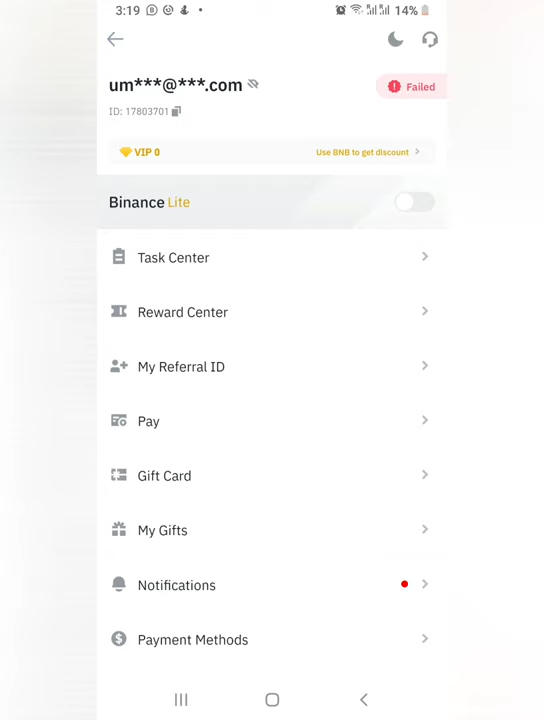 3:19 14%
um***@***.com Failed
ID: 17803701
VIP 0 Use BNB to get discount
Binance Lite
Task Center
Reward Center
My Referral ID
Pay
Gift Card
My Gifts
Notifications
Payment Methods